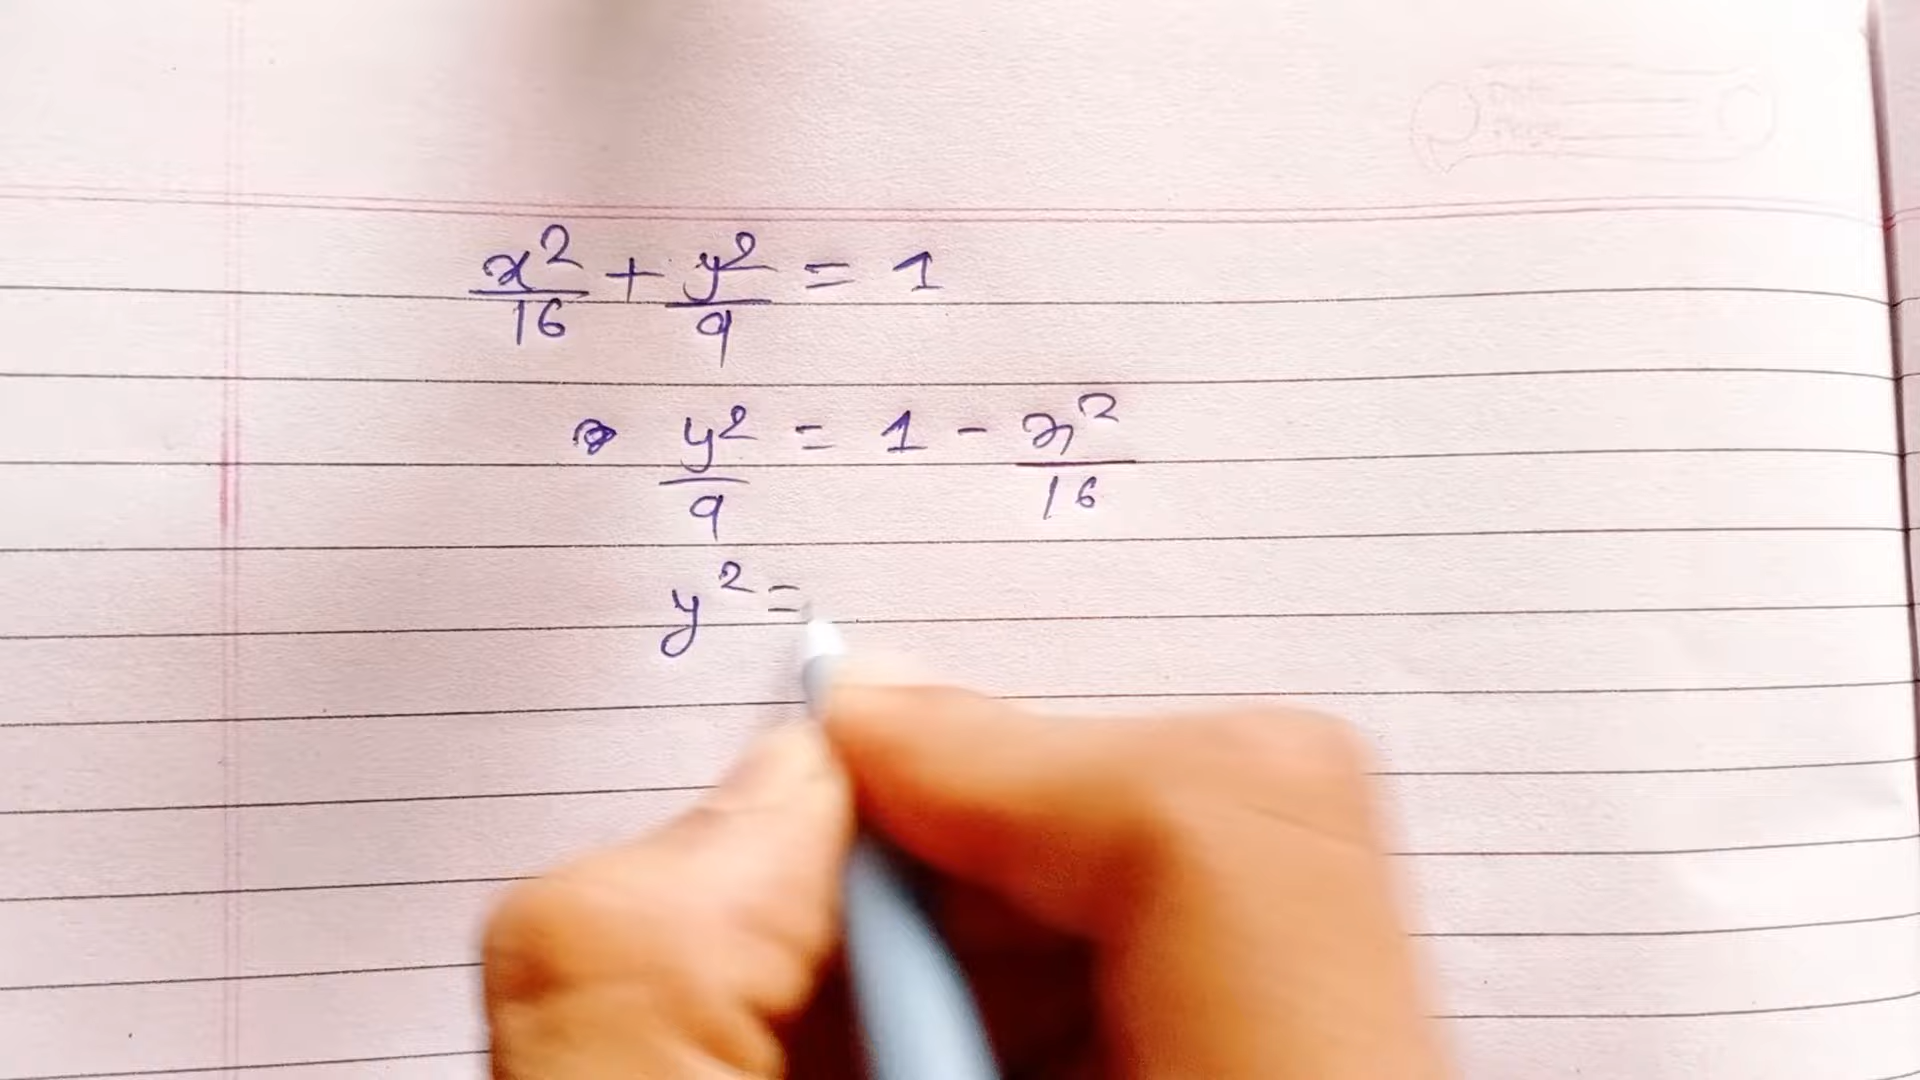 x²/16 + y²/9 = 1
y²/9 = 1 - x²/16
y² =